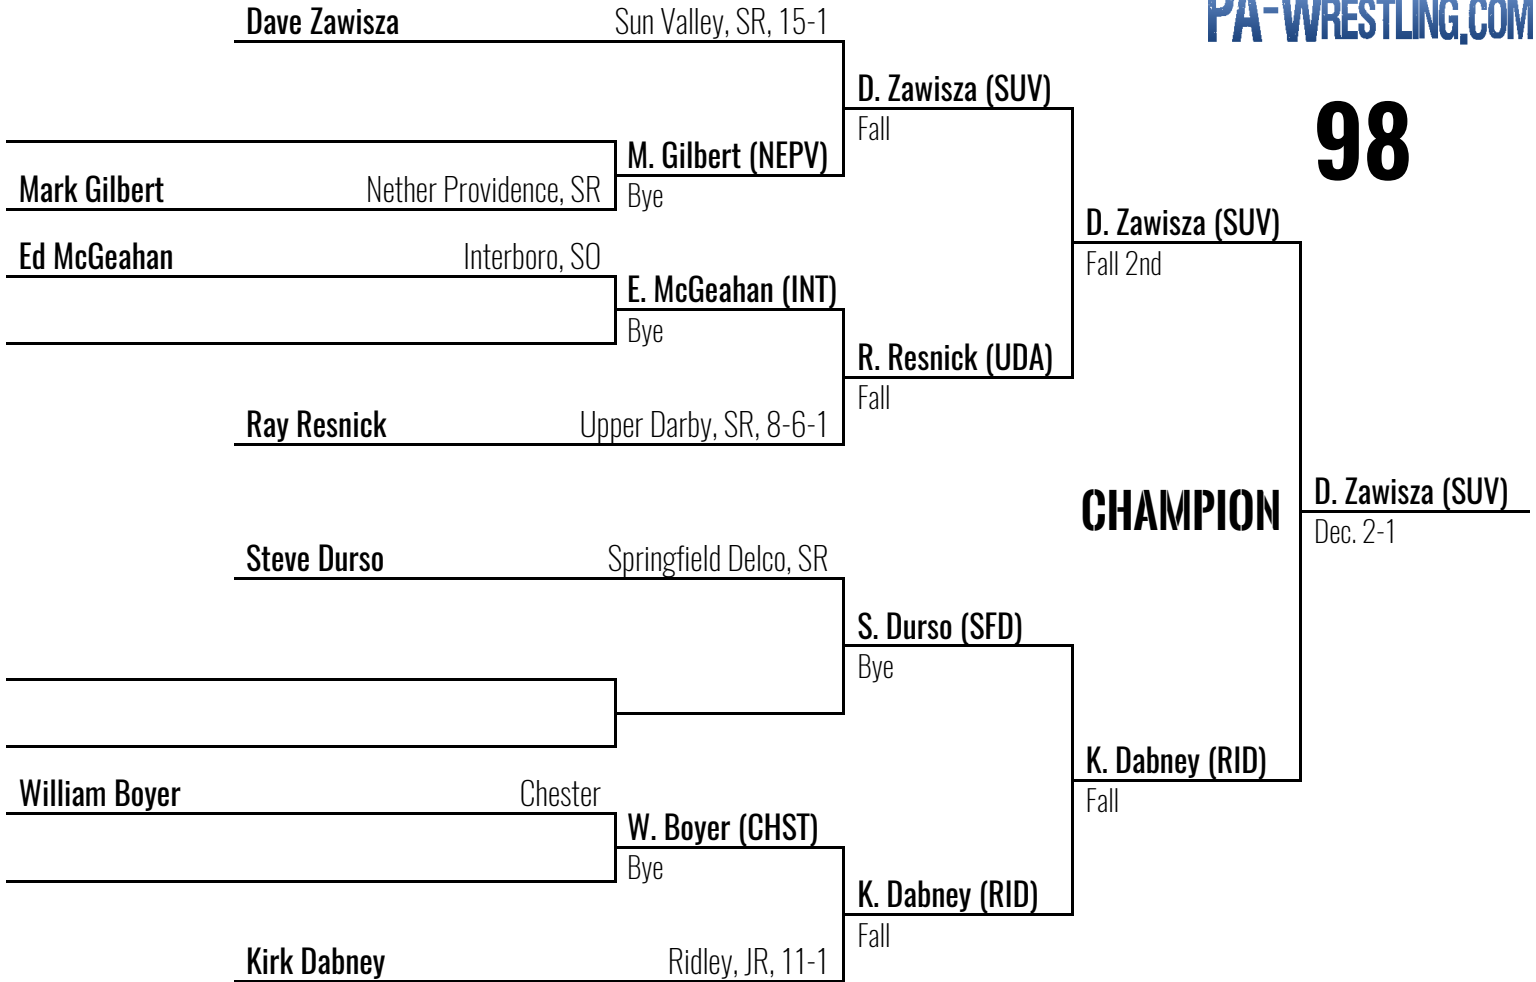 Dave Zawisza Sun Valley, SR, 15-1
PA-WRESTLING.COM
D. Zawisza (SUV)
Fall
98
M. Gilbert (NEPV)
Mark Gilbert Nether Providence, SR
Bye
D. Zawisza (SUV)
Fall 2nd
Ed McGeahan Interboro, SO
E. McGeahan (INT)
Bye
R. Resnick (UDA)
Fall
Ray Resnick Upper Darby, SR, 8-6-1
CHAMPION
D. Zawisza (SUV)
Dec. 2-1
Steve Durso Springfield Delco, SR
S. Durso (SFD)
Bye
K. Dabney (RID)
Fall
William Boyer Chester
W. Boyer (CHST)
Bye
K. Dabney (RID)
Fall
Kirk Dabney Ridley, JR, 11-1